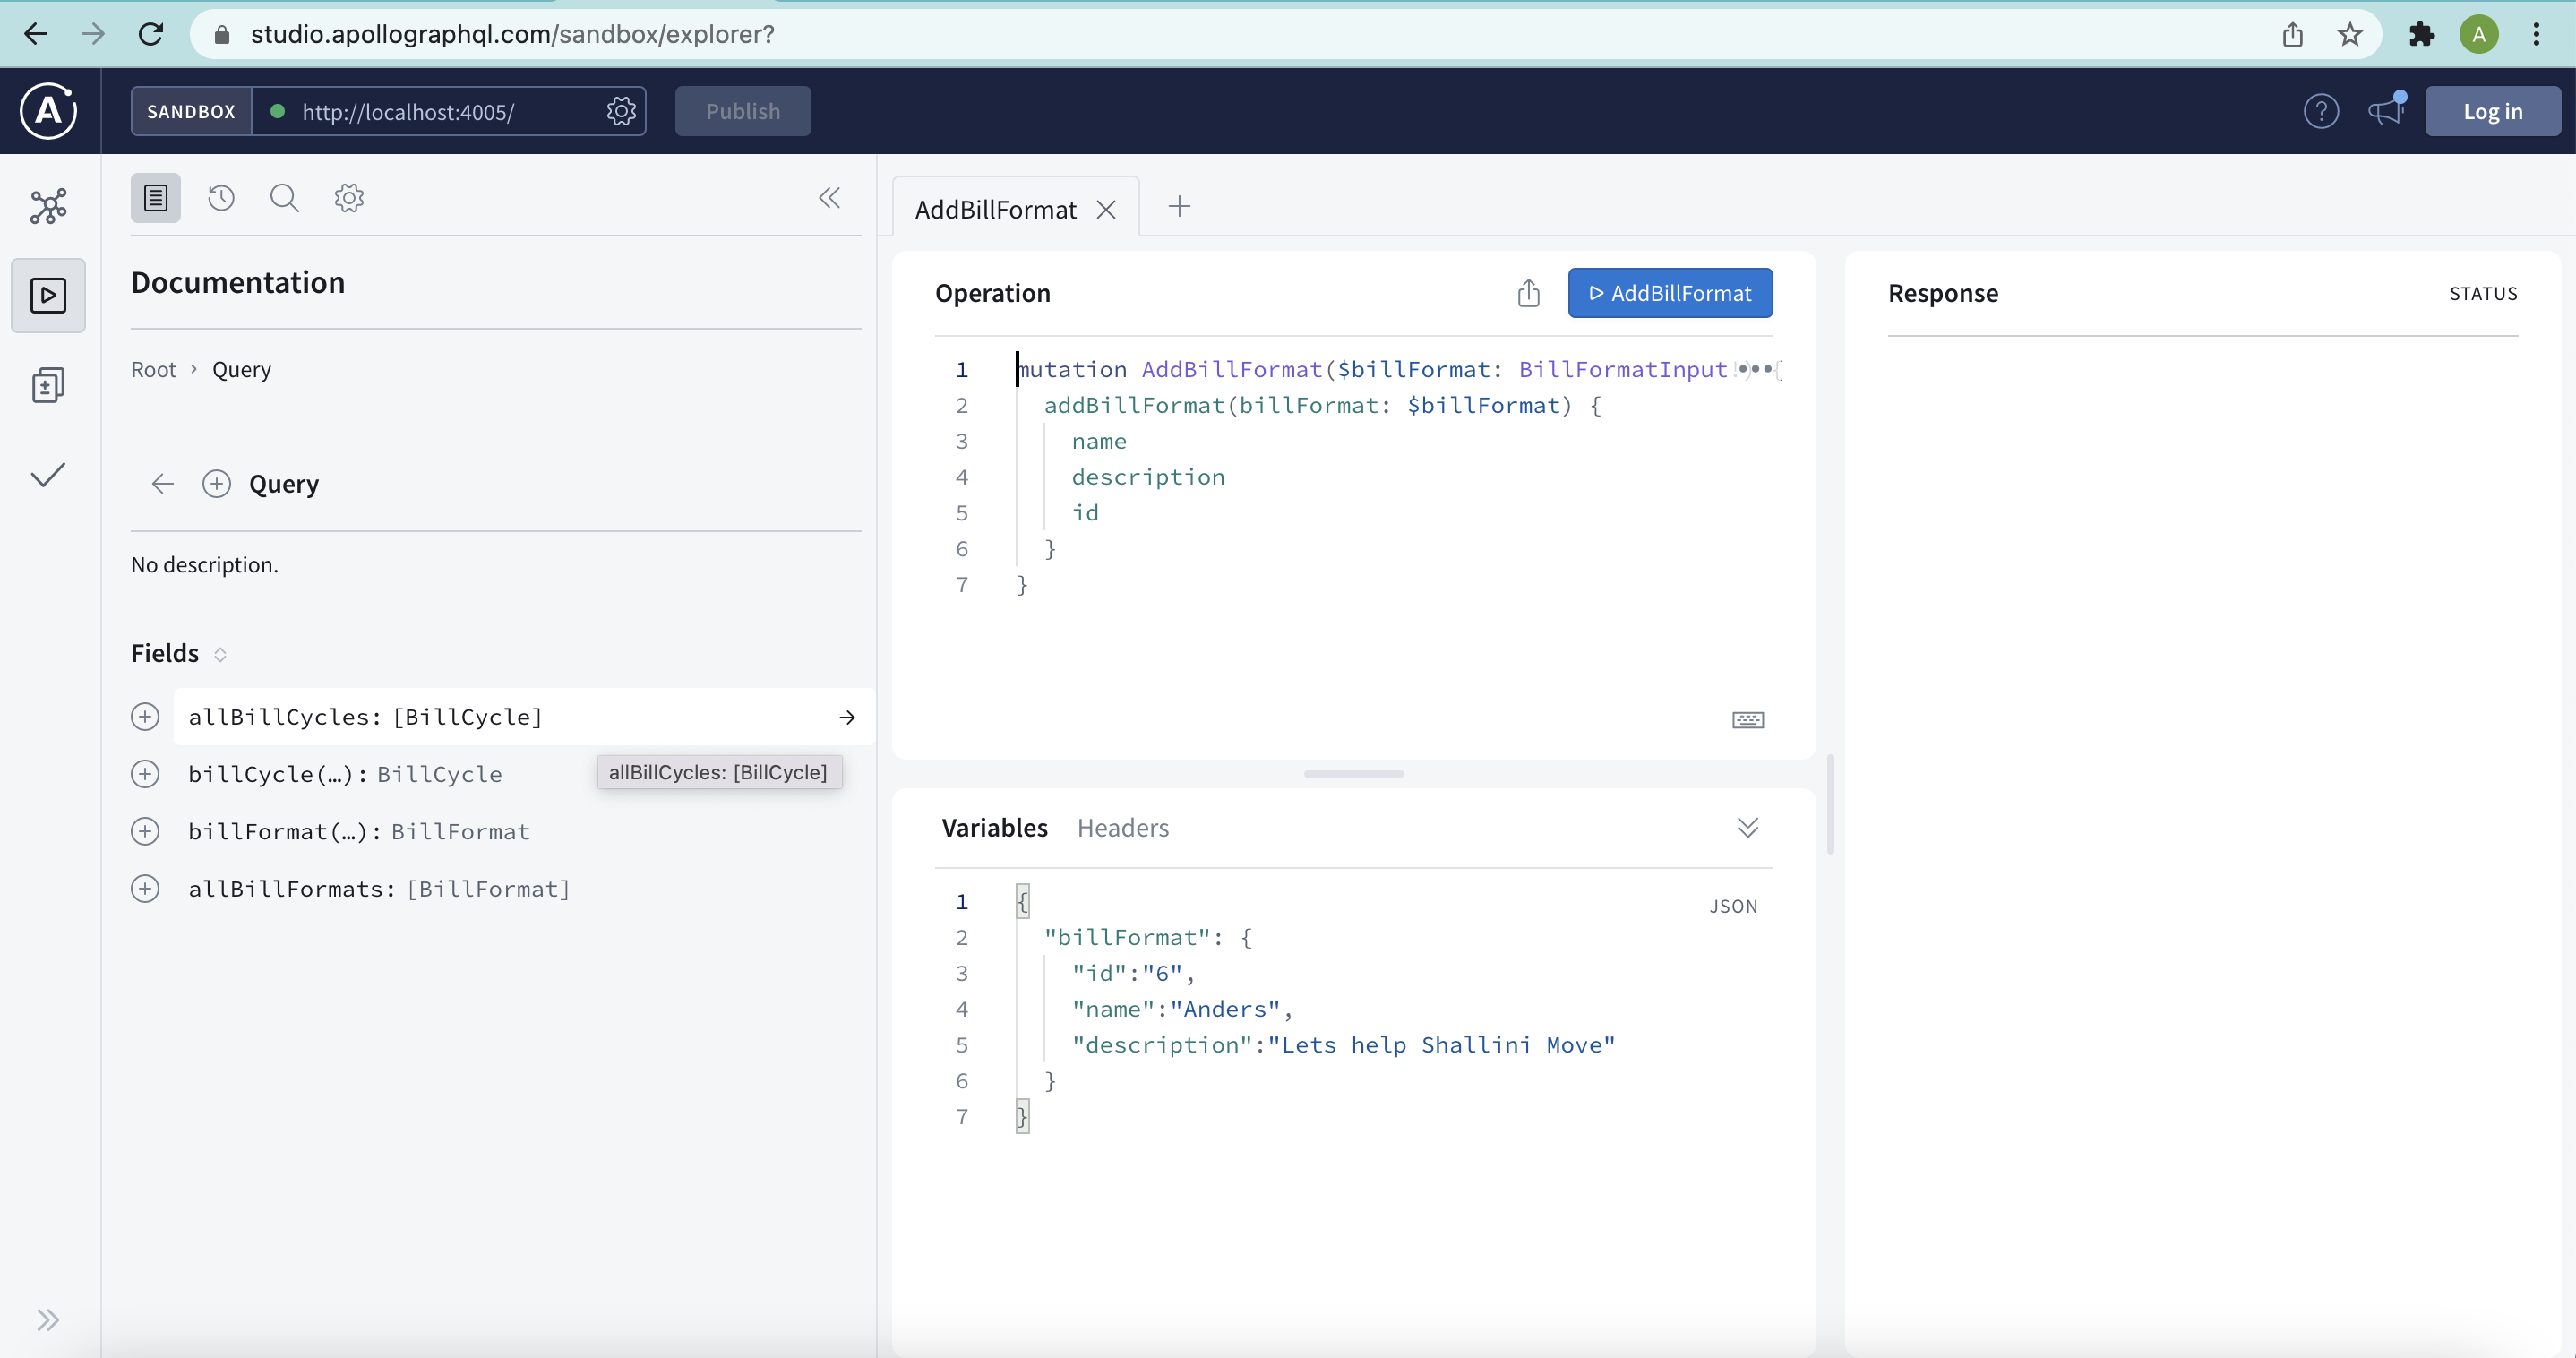 studio.apollographql.com/sandbox/explorer?
A
A
SANDBOX
http://localhost:4005/
Publish
?
Log in
AddBillFormat
Documentation
Root › Query
Query
No description.
Fields
allBillCycles: [BillCycle]
billCycle(…): BillCycle
allBillCycles: [BillCycle]
billFormat(…): BillFormat
allBillFormats: [BillFormat]
Operation
AddBillFormat
1 mutation AddBillFormat($billFormat: BillFormatInput!) {
2 addBillFormat(billFormat: $billFormat) {
3 name
4 description
5 id
6 }
7 }
Variables Headers
JSON
1 {
2 "billFormat": {
3 "id":"6",
4 "name":"Anders",
5 "description":"Lets help Shallini Move"
6 }
7 }
Response
STATUS